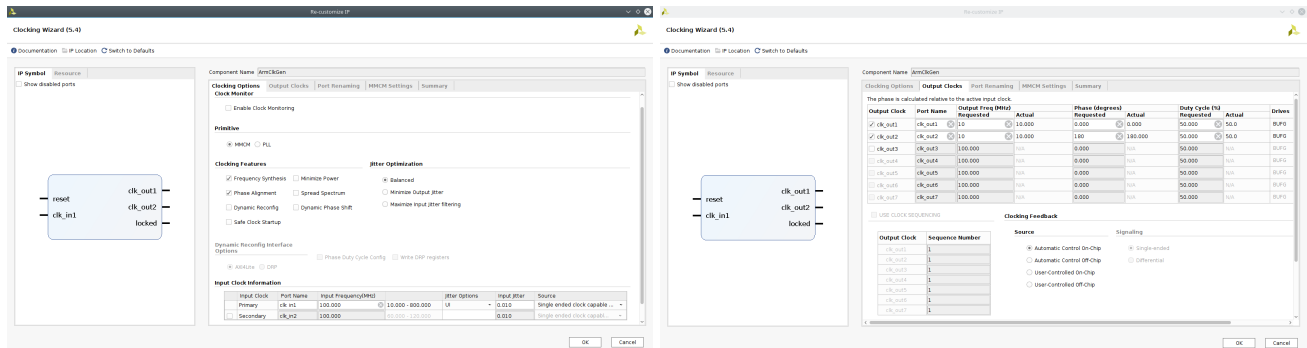 Re-customize IP
Clocking Wizard (5.4)
Documentation IP Location Switch to Defaults
IP Symbol Resource
Show disabled ports
reset
clk_in1
clk_out1
clk_out2
locked
Component Name ArmClkGen
Clocking Options Output Clocks Port Renaming MMCM Settings Summary
Clock Monitor
Enable Clock Monitoring
Primitive
MMCM PLL
Clocking Features Jitter Optimization
Frequency Synthesis Minimize Power Balanced
Phase Alignment Spread Spectrum Minimize Output Jitter
Dynamic Reconfig Dynamic Phase Shift Maximize Input Jitter filtering
Safe Clock Startup
Dynamic Reconfig Interface
Options
Phase Duty Cycle Config Write DRP registers
AXI4Lite DRP
Input Clock Information
Input Clock Port Name Input Frequency(MHz) Jitter Options Input Jitter Source
Primary clk_in1 100.000 10.000 - 800.000 UI 0.010 Single ended clock capable ...
Secondary clk_in2 100.000 0.010 Single ended clock capabl...
OK Cancel
Re-customize IP
Clocking Wizard (5.4)
Documentation IP Location Switch to Defaults
IP Symbol Resource
Show disabled ports
reset
clk_in1
clk_out1
clk_out2
locked
Component Name ArmClkGen
Clocking Options Output Clocks Port Renaming MMCM Settings Summary
The phase is calculated relative to the active input clock.
Output Clock Port Name Output Freq (MHz) Phase (degrees) Duty Cycle (%) Drives
Requested Actual Requested Actual Requested Actual
clk_out1 clk_out1 10 10.000 0.000 0.000 50.000 50.0 BUFG
clk_out2 clk_out2 10 10.000 180 180.000 50.000 50.0 BUFG
clk_out3 clk_out3 100.000 N/A 0.000 N/A 50.000 N/A BUFG
clk_out4 clk_out4 100.000 N/A 0.000 N/A 50.000 N/A BUFG
clk_out5 clk_out5 100.000 N/A 0.000 N/A 50.000 N/A BUFG
clk_out6 clk_out6 100.000 N/A 0.000 N/A 50.000 N/A BUFG
clk_out7 clk_out7 100.000 N/A 0.000 N/A 50.000 N/A BUFG
USE CLOCK SEQUENCING Clocking Feedback
Output Clock Sequence Number
clk_out1 1
clk_out2 1
clk_out3 1
clk_out4 1
clk_out5 1
clk_out6 1
clk_out7 1
Source Signaling
Automatic Control On-Chip Single-ended
Automatic Control Off-Chip Differential
User-Controlled On-Chip
User-Controlled Off-Chip
OK Cancel